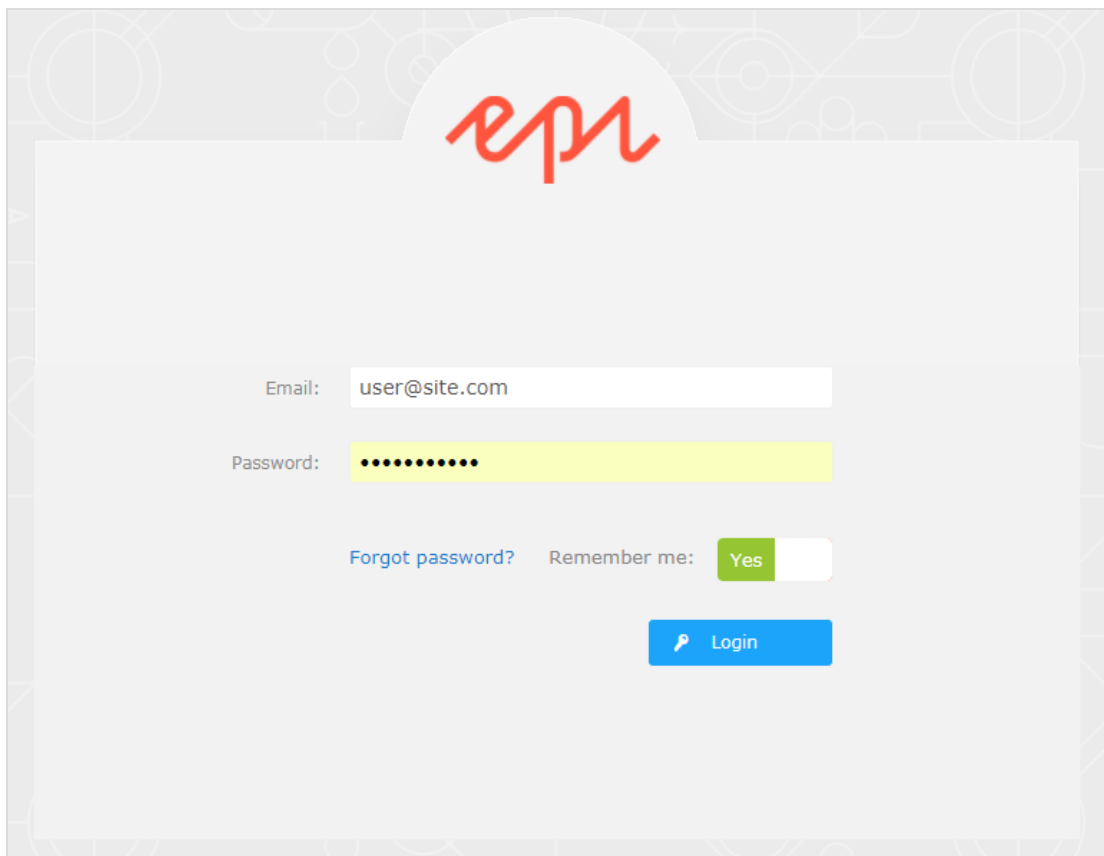 epi
Email: user@site.com
Password: •••••••••••
Forgot password? Remember me: Yes
Login